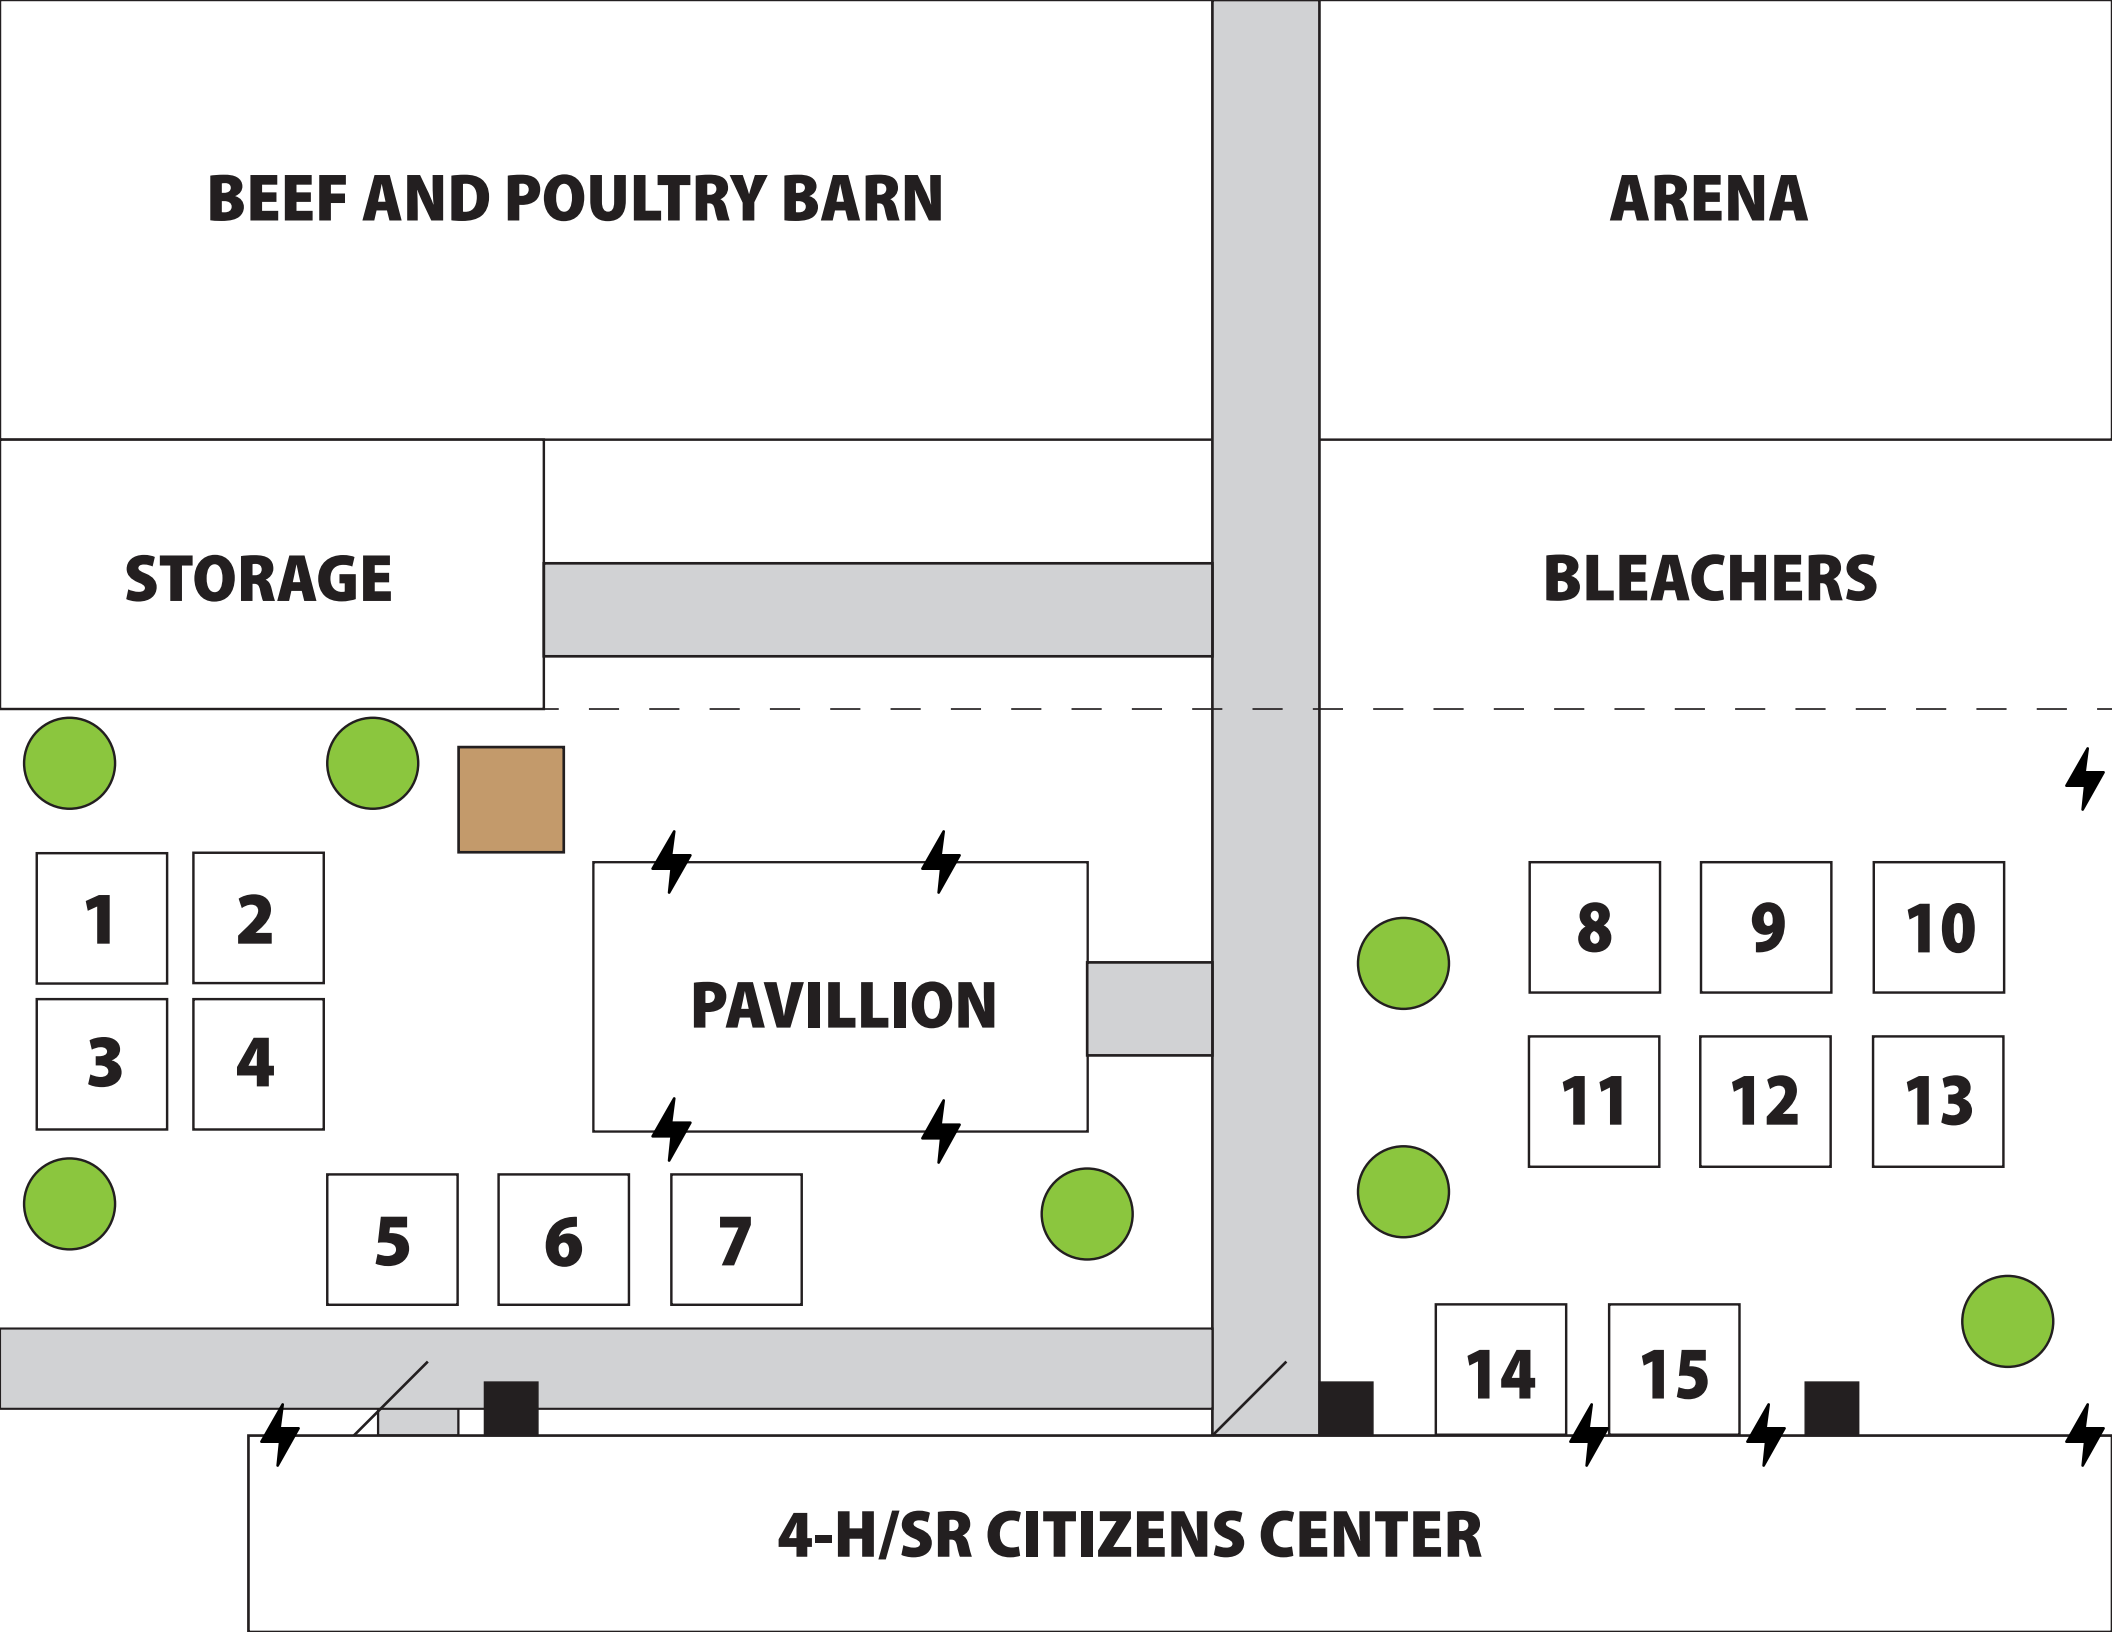 BEEF AND POULTRY BARN
ARENA
STORAGE
BLEACHERS
1
2
3
4
PAVILLION
5
6
7
8
9
10
11
12
13
14
15
4-H/SR CITIZENS CENTER